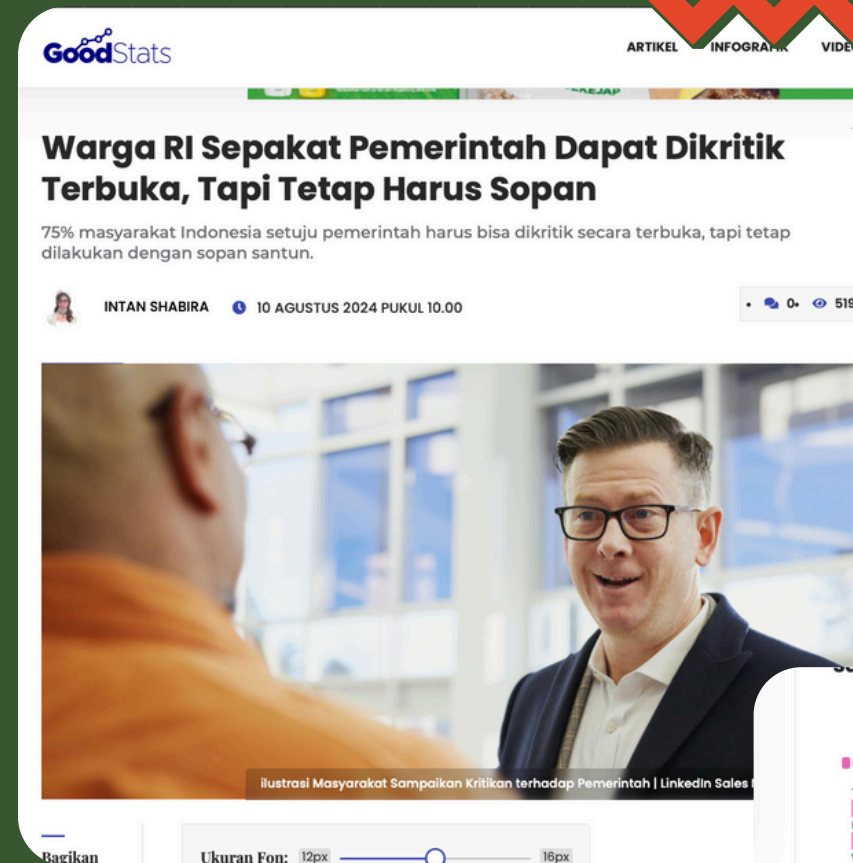 GoodStats
ARTIKEL INFOGRAFIK
KEJAP
Warga RI Sepakat Pemerintah Dapat Dikritik
Terbuka, Tapi Tetap Harus Sopan
75% masyarakat Indonesia setuju pemerintah harus bisa dikritik secara terbuka, tapi tetap
dilakukan dengan sopan santun.
INTAN SHABIRA 10 AGUSTUS 2024 PUKUL 10.00
• 0• 519
ilustrasi Masyarakat Sampaikan Kritikan terhadap Pemerintah | LinkedIn Sales
Bagikan
Ukuran Fon: 12px 16px